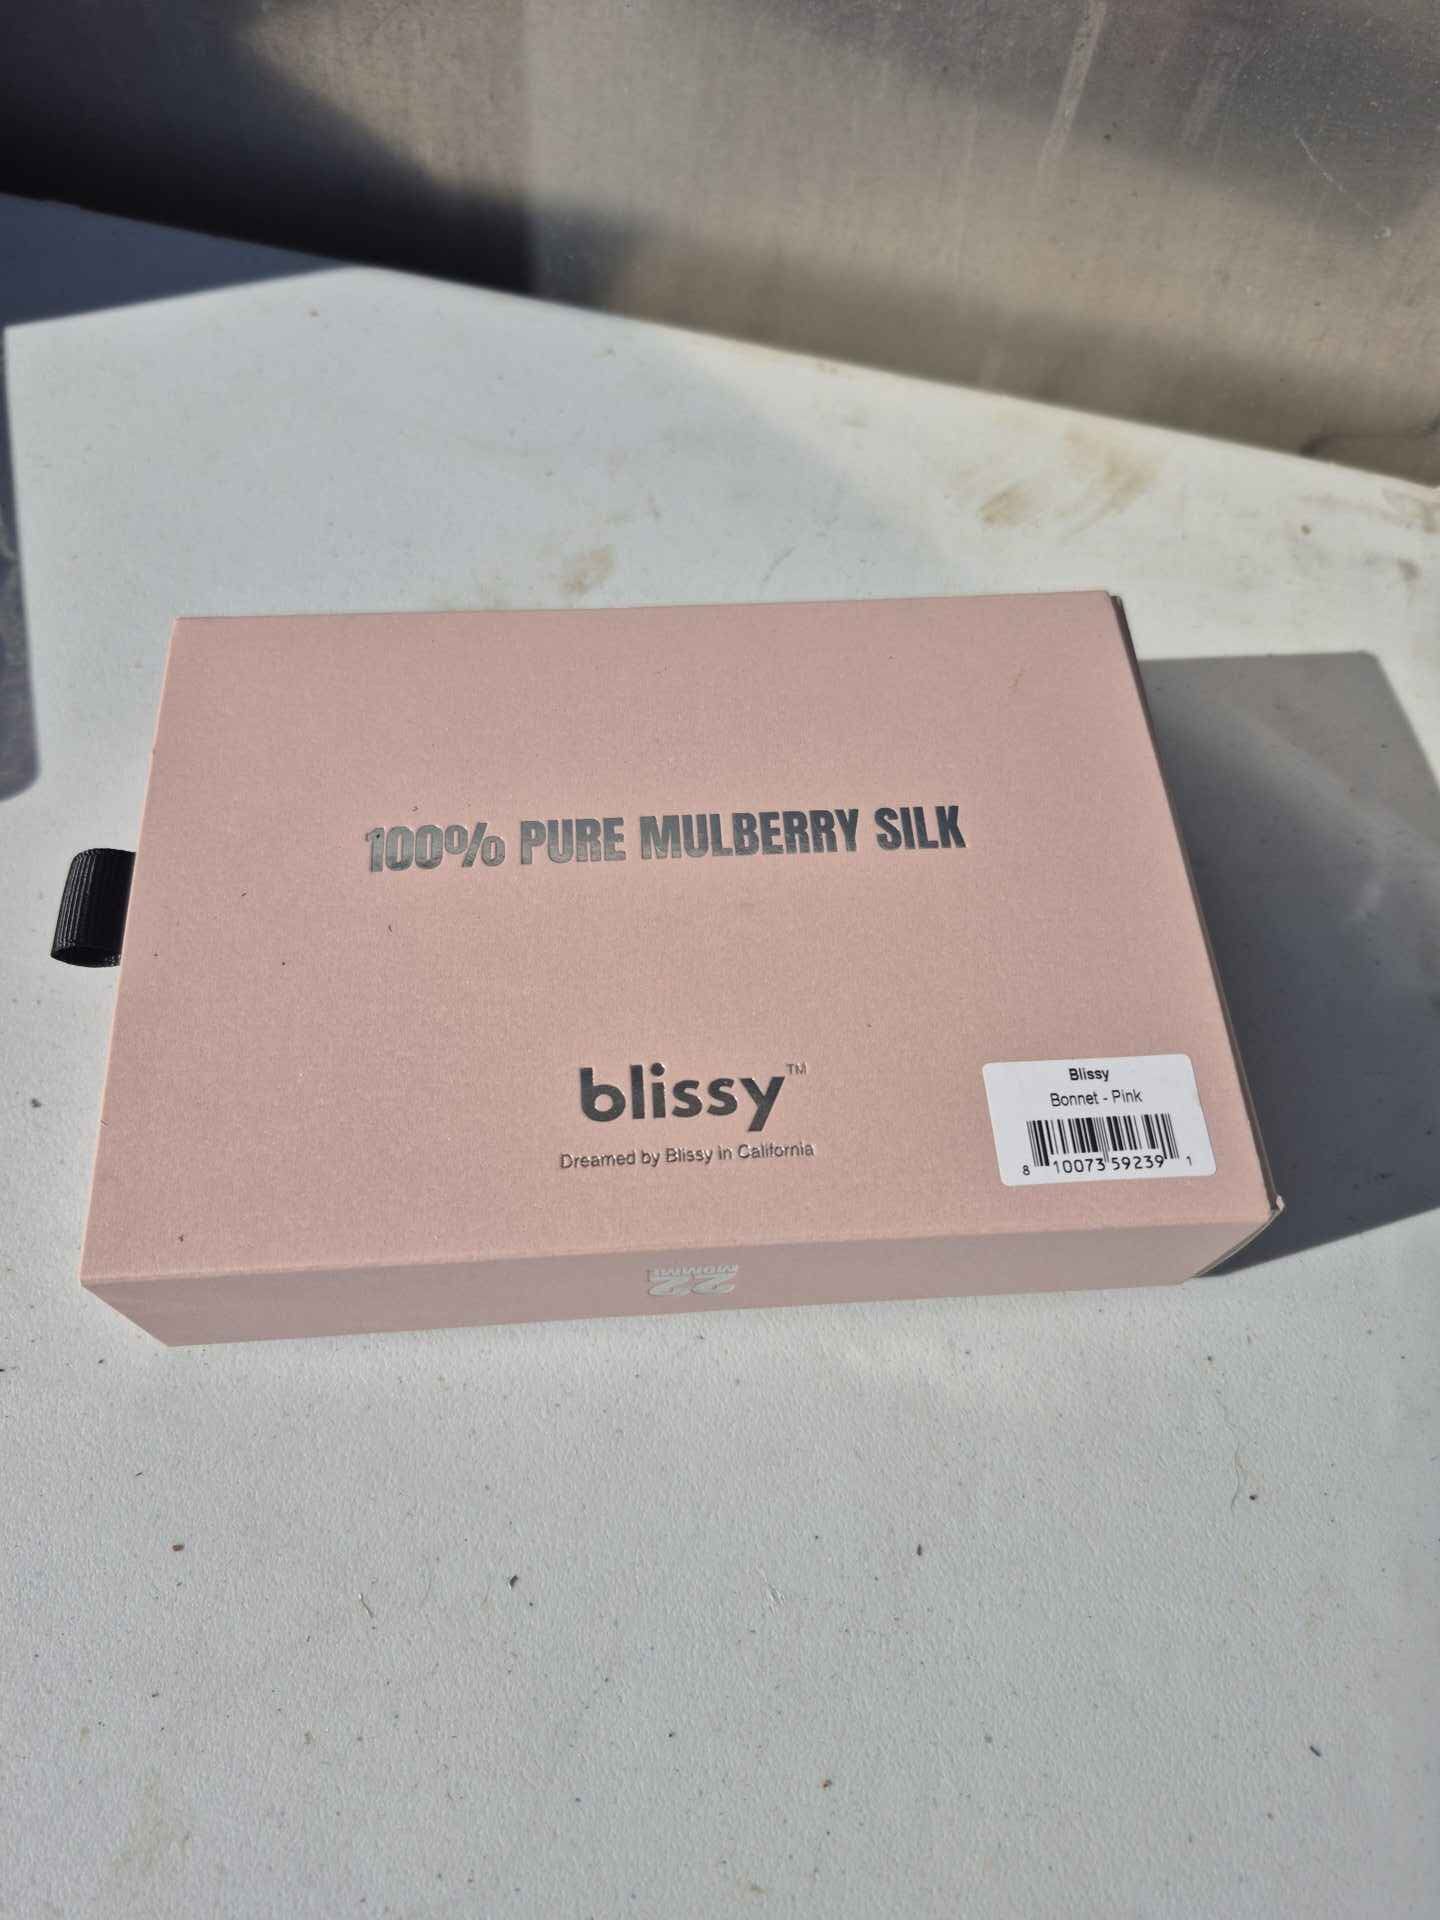 100% PURE MULBERRY SILK
blissy™
Dreamed by Blissy in California
Blissy
Bonnet - Pink
8 10073 59239 1
22
MOMME